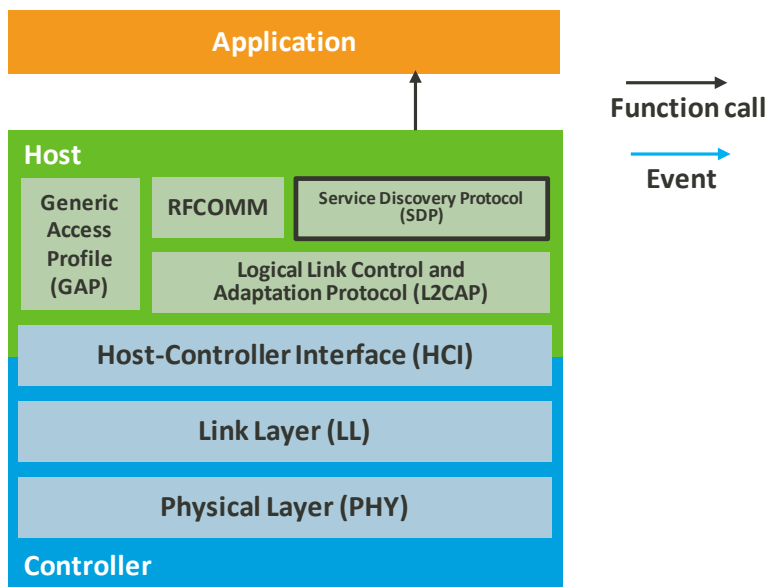 Application
Function call
Event
Host
Generic
Access
Profile
(GAP)
RFCOMM
Service Discovery Protocol
(SDP)
Logical Link Control and
Adaptation Protocol (L2CAP)
Host-Controller Interface (HCI)
Link Layer (LL)
Physical Layer (PHY)
Controller